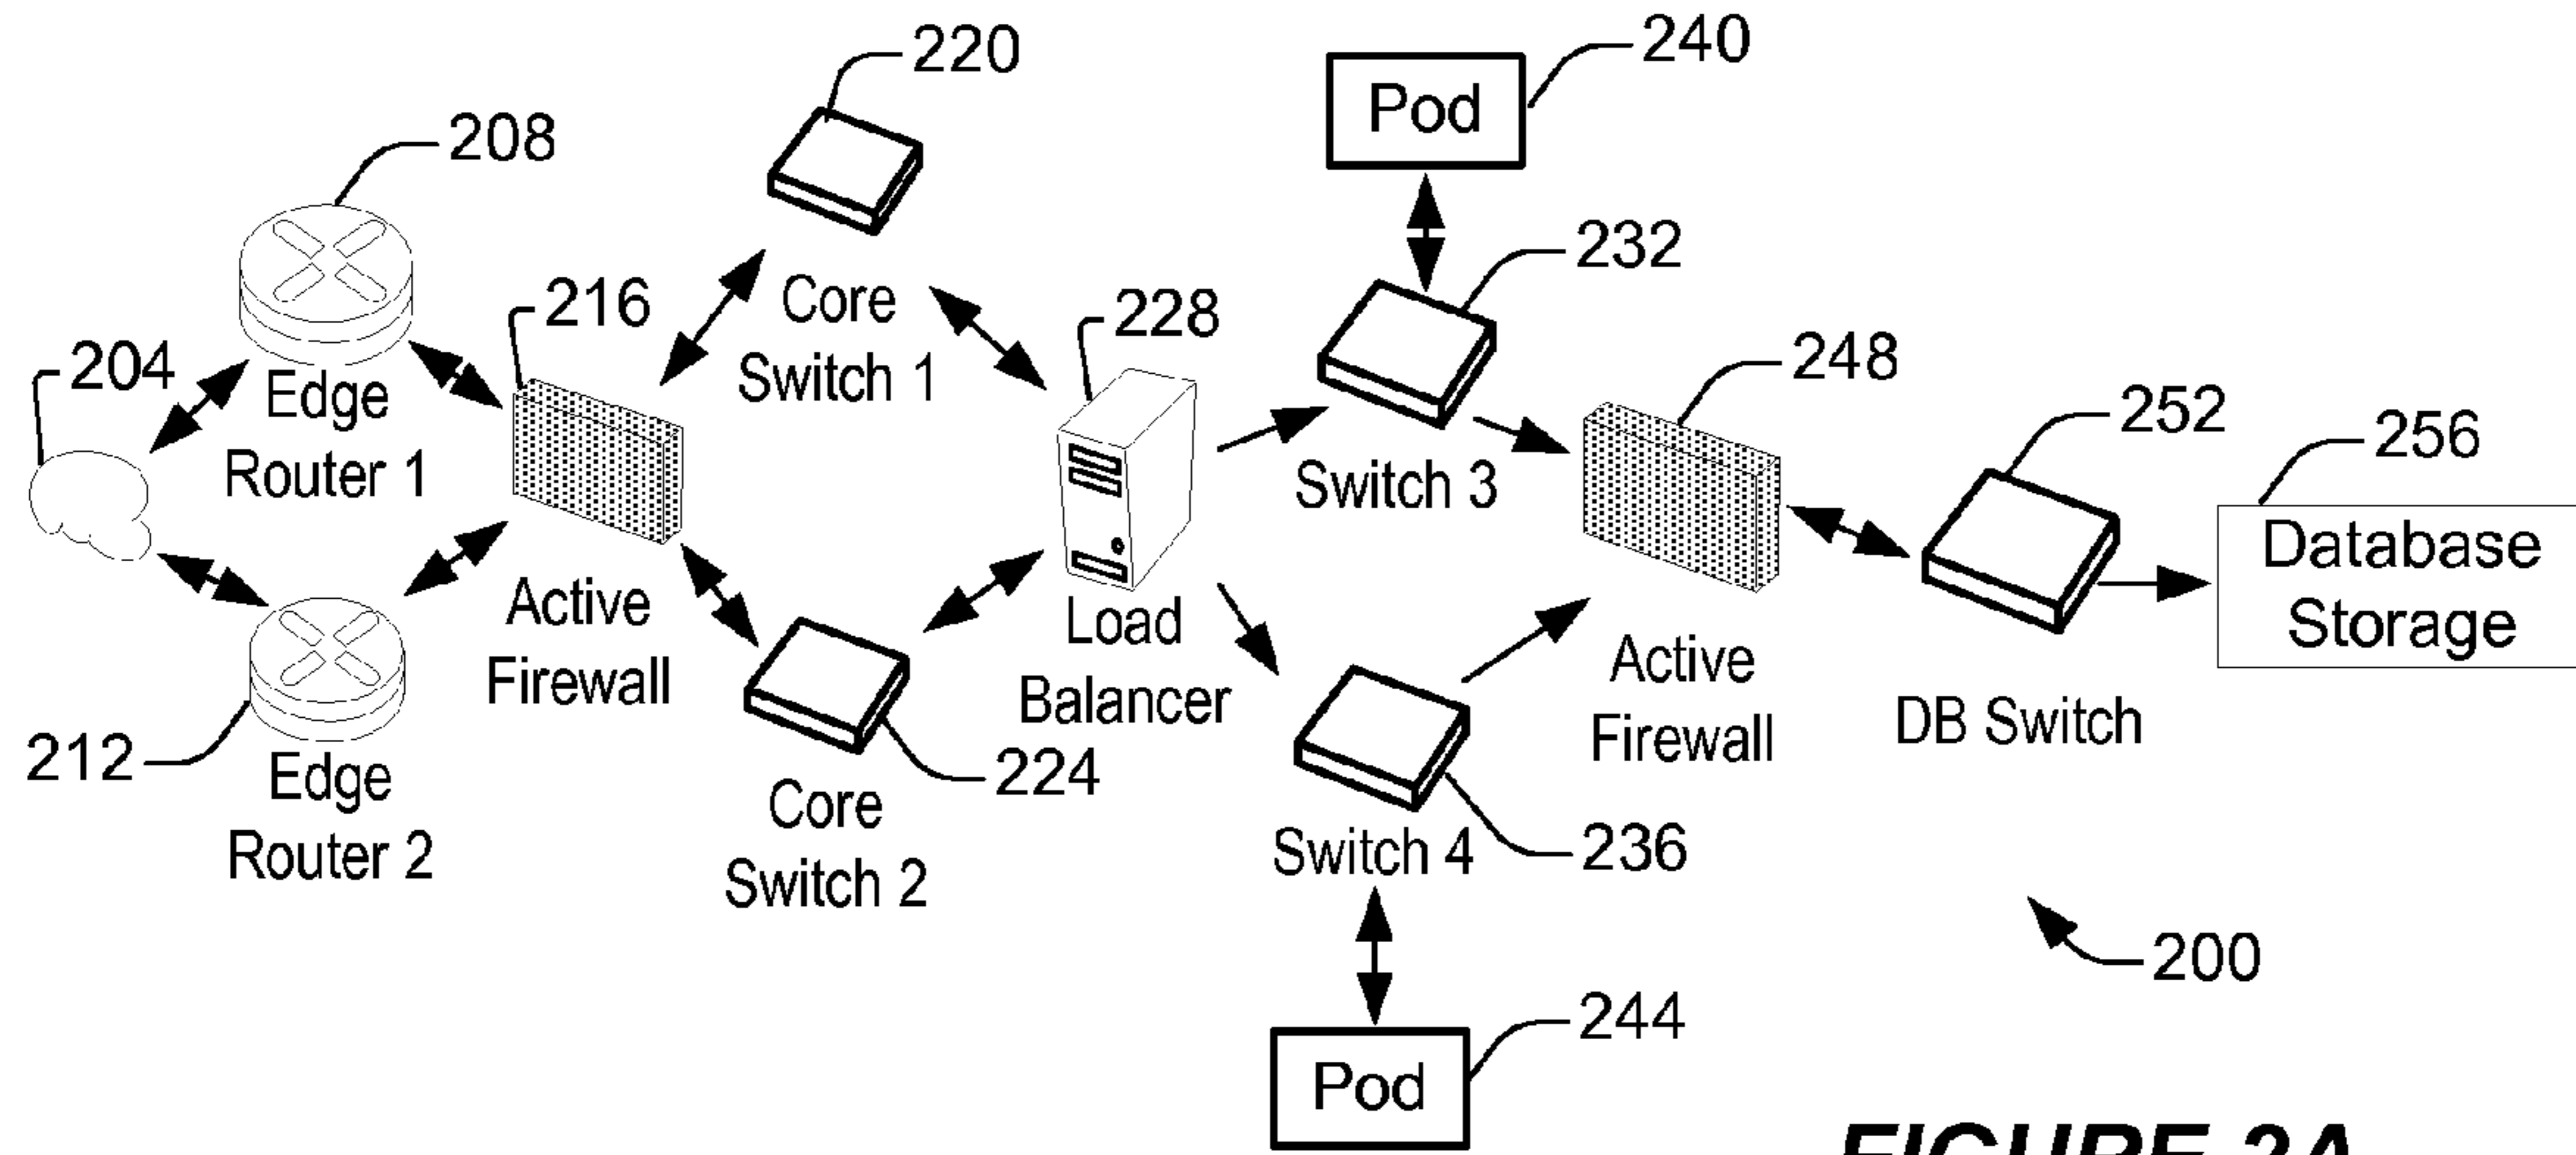 220
240
Pod
208
232
216
Core
Switch 1
228
248
204
Edge
Router 1
252
256
Switch 3
Database
Storage
Active
Firewall
Load
Balancer
Active
Firewall
DB Switch
212
Edge
Router 2
224
Core
Switch 2
Switch 4
236
200
244
Pod
FIGURE 2A